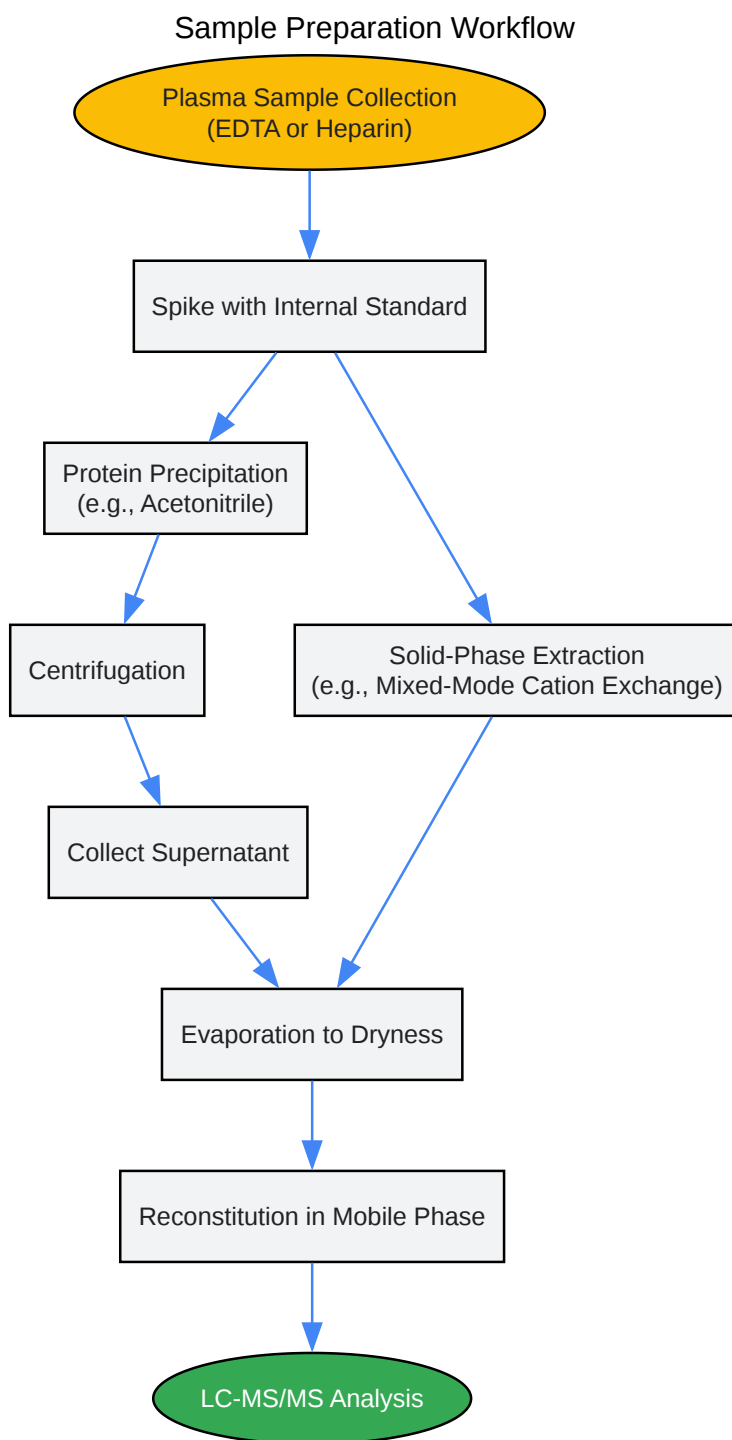 Sample Preparation Workflow
Plasma Sample Collection
(EDTA or Heparin)
Spike with Internal Standard
Protein Precipitation
(e.g., Acetonitrile)
Centrifugation
Solid-Phase Extraction
(e.g., Mixed-Mode Cation Exchange)
Collect Supernatant
Evaporation to Dryness
Reconstitution in Mobile Phase
LC-MS/MS Analysis